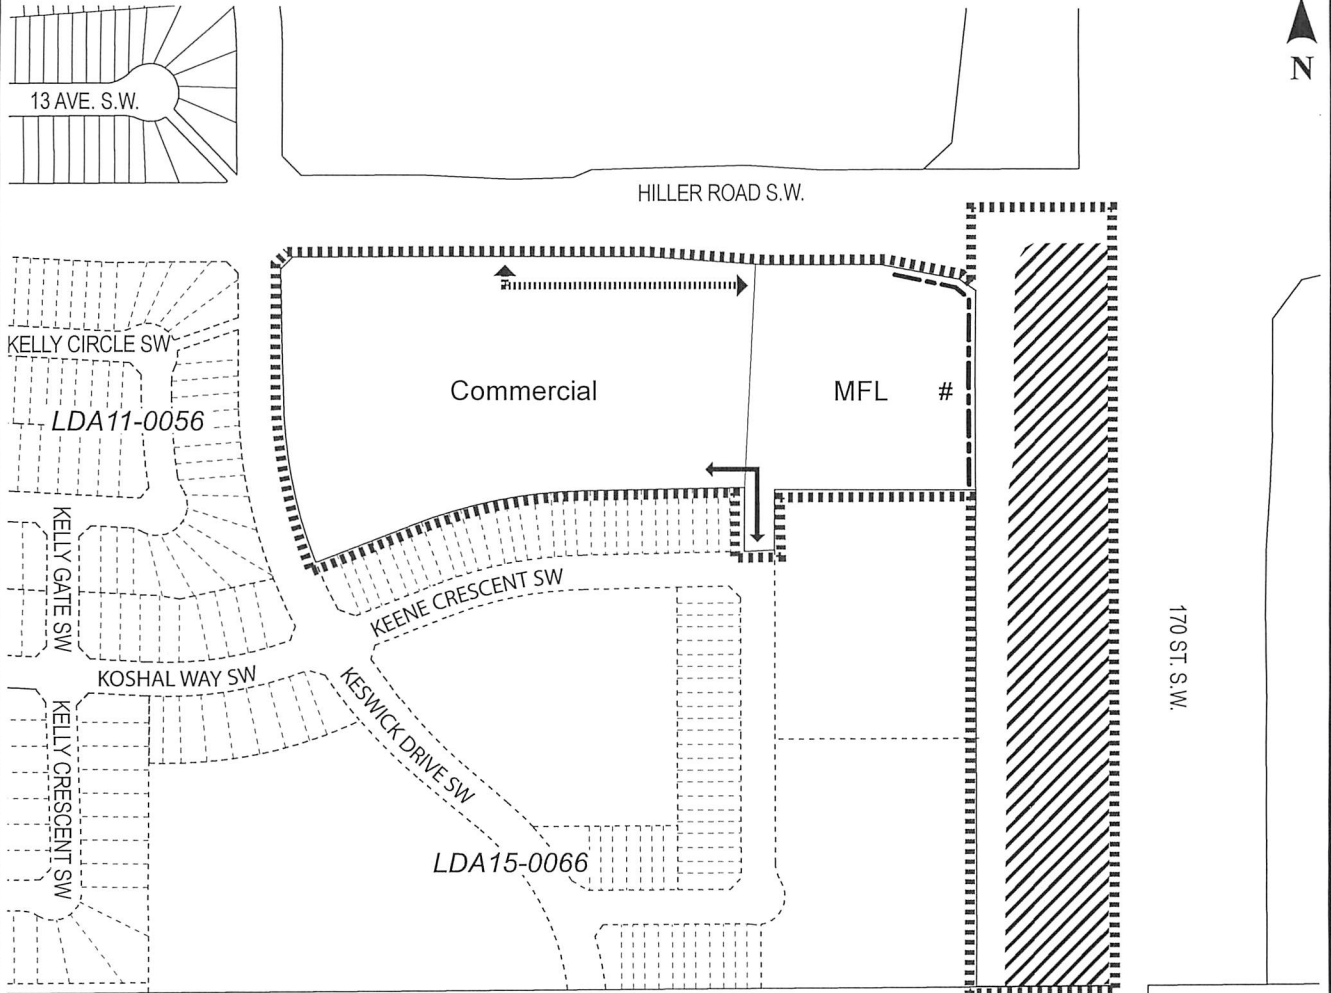 N
13 AVE. S.W.
HILLER ROAD S.W.
KELLY CIRCLE SW
LDA11-0056
Commercial
MFL #
KELLY GATE SW
KEENE CRESCENT SW
170 ST. S.W.
KOSHAL WAY SW
KESWICK DRIVE SW
KELLY CRESCENT SW
LDA15-0066